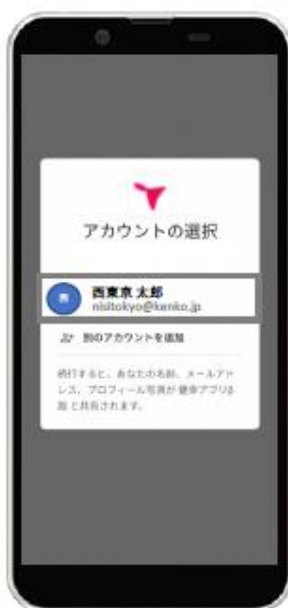 アカウントの選択
西東京 太郎
nisitokyo@kenko.jp
別のアカウントを追加
続行すると、あなたの名前、メールアド
レス、プロフィール写真が 健幸アプリ
と共有されます。